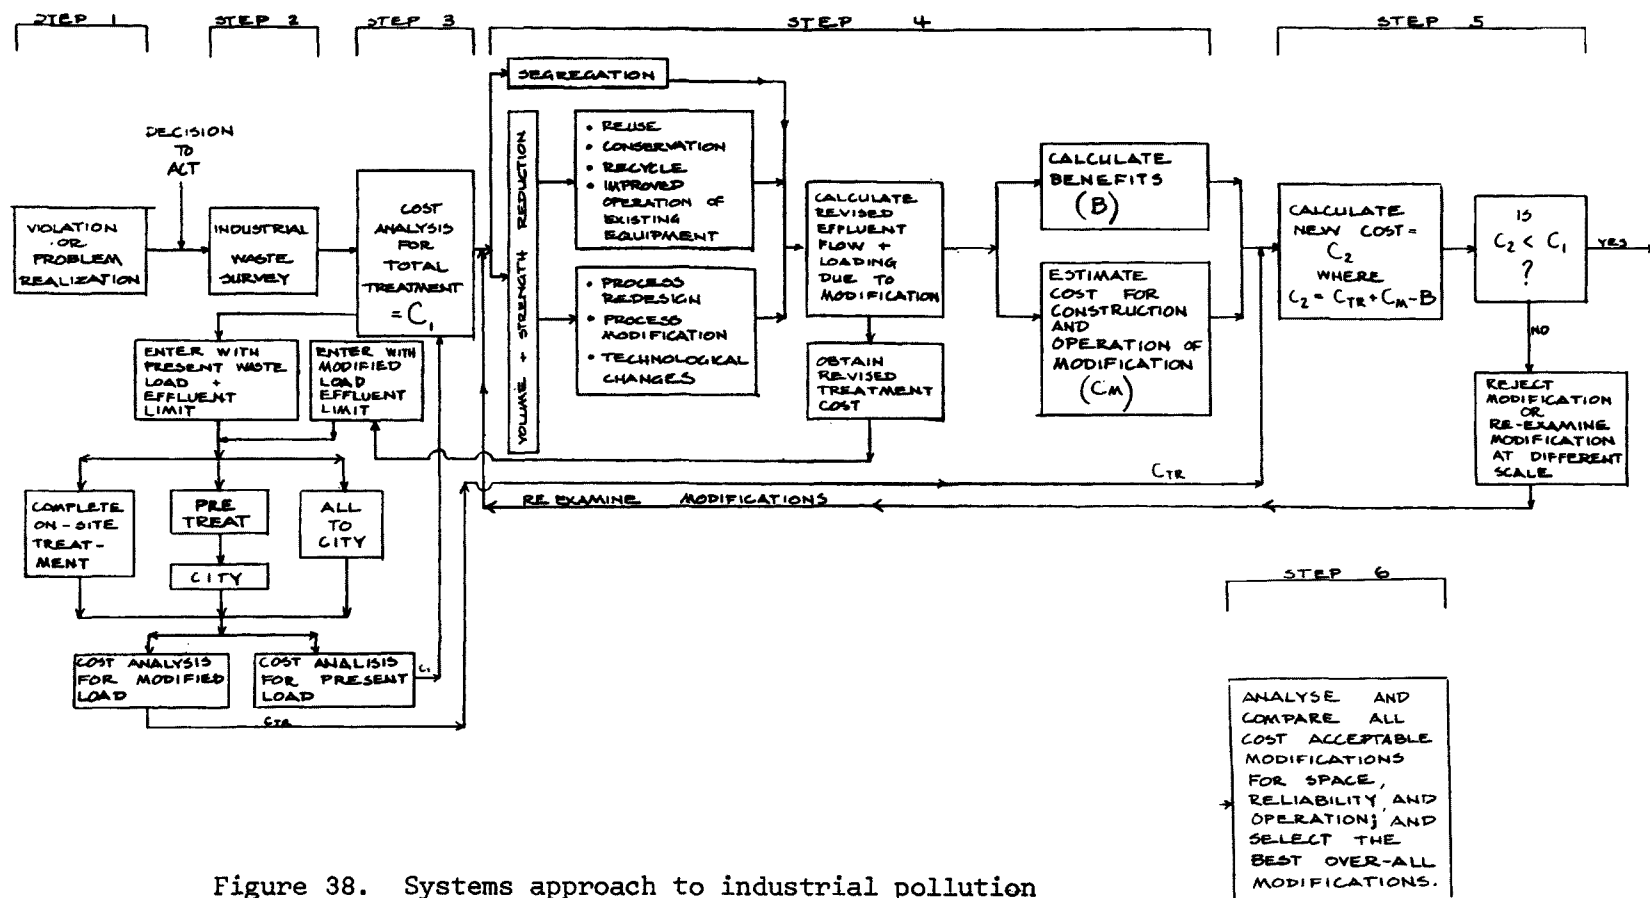 STEP 1
STEP 2
STEP 3
STEP 4
STEP 5
DECISION
TO
ACT
VIOLATION
OR
PROBLEM
REALIZATION
INDUSTRIAL
WASTE
SURVEY
COST
ANALYSIS
FOR
TOTAL
TREATMENT
= C₁
ENTER WITH
PRESENT WASTE
LOAD +
EFFLUENT
LIMIT
ENTER WITH
MODIFIED
LOAD
EFFLUENT
LIMIT
COMPLETE
ON-SITE
TREAT-
MENT
PRE
TREAT
CITY
ALL
TO
CITY
COST ANALYSIS
FOR MODIFIED
LOAD
COST ANALISIS
FOR PRESENT
LOAD
C₁
CTR
SEGREGATION
VOLUME + STRENGTH REDUCTION
• REUSE
• CONSERVATION
• RECYCLE
• IMPROVED
OPERATION OF
EXISTING
EQUIPMENT
• PROCESS
REDESIGN
• PROCESS
MODIFICATION
• TECHNOLOGICAL
CHANGES
CALCULATE
REVISED
EFFLUENT
FLOW +
LOADING
DUE TO
MODIFICATION
OBTAIN
REVISED
TREATMENT
COST
CALCULATE
BENEFITS
(B)
ESTIMATE
COST FOR
CONSTRUCTION
AND
OPERATION OF
MODIFICATION
(CM)
CTR
RE EXAMINE MODIFICATIONS
CALCULATE
NEW COST =
C₂
WHERE
C₂ = CTR + CM - B
IS
C₂ < C₁
?
YES
NO
REJECT
MODIFICATION
OR
RE-EXAMINE
MODIFICATION
AT DIFFERENT
SCALE
STEP 6
ANALYSE AND
COMPARE ALL
COST ACCEPTABLE
MODIFICATIONS
FOR SPACE,
RELIABILITY, AND
OPERATION; AND
SELECT THE
BEST OVER-ALL
MODIFICATIONS.
Figure 38. Systems approach to industrial pollution